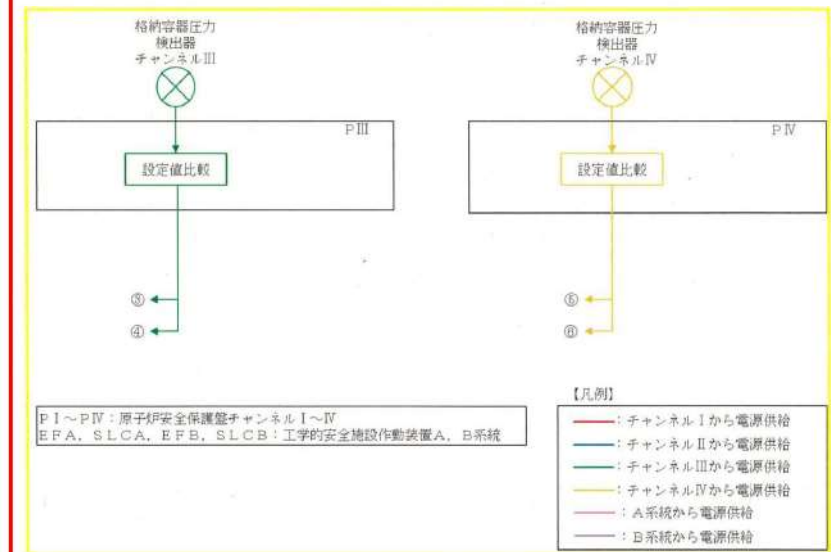 格納容器圧力
検出器
チャンネルⅢ
PⅢ
設定値比較
③
④
格納容器圧力
検出器
チャンネルⅣ
PⅣ
設定値比較
⑤
⑥
PⅠ～PⅣ：原子炉安全保護盤チャンネルⅠ～Ⅳ
EFA，SLCA，EFB，SLCB：工学的安全施設作動装置A，B系統
【凡例】
：チャンネルⅠから電源供給
：チャンネルⅡから電源供給
：チャンネルⅢから電源供給
：チャンネルⅣから電源供給
：A系統から電源供給
：B系統から電源供給